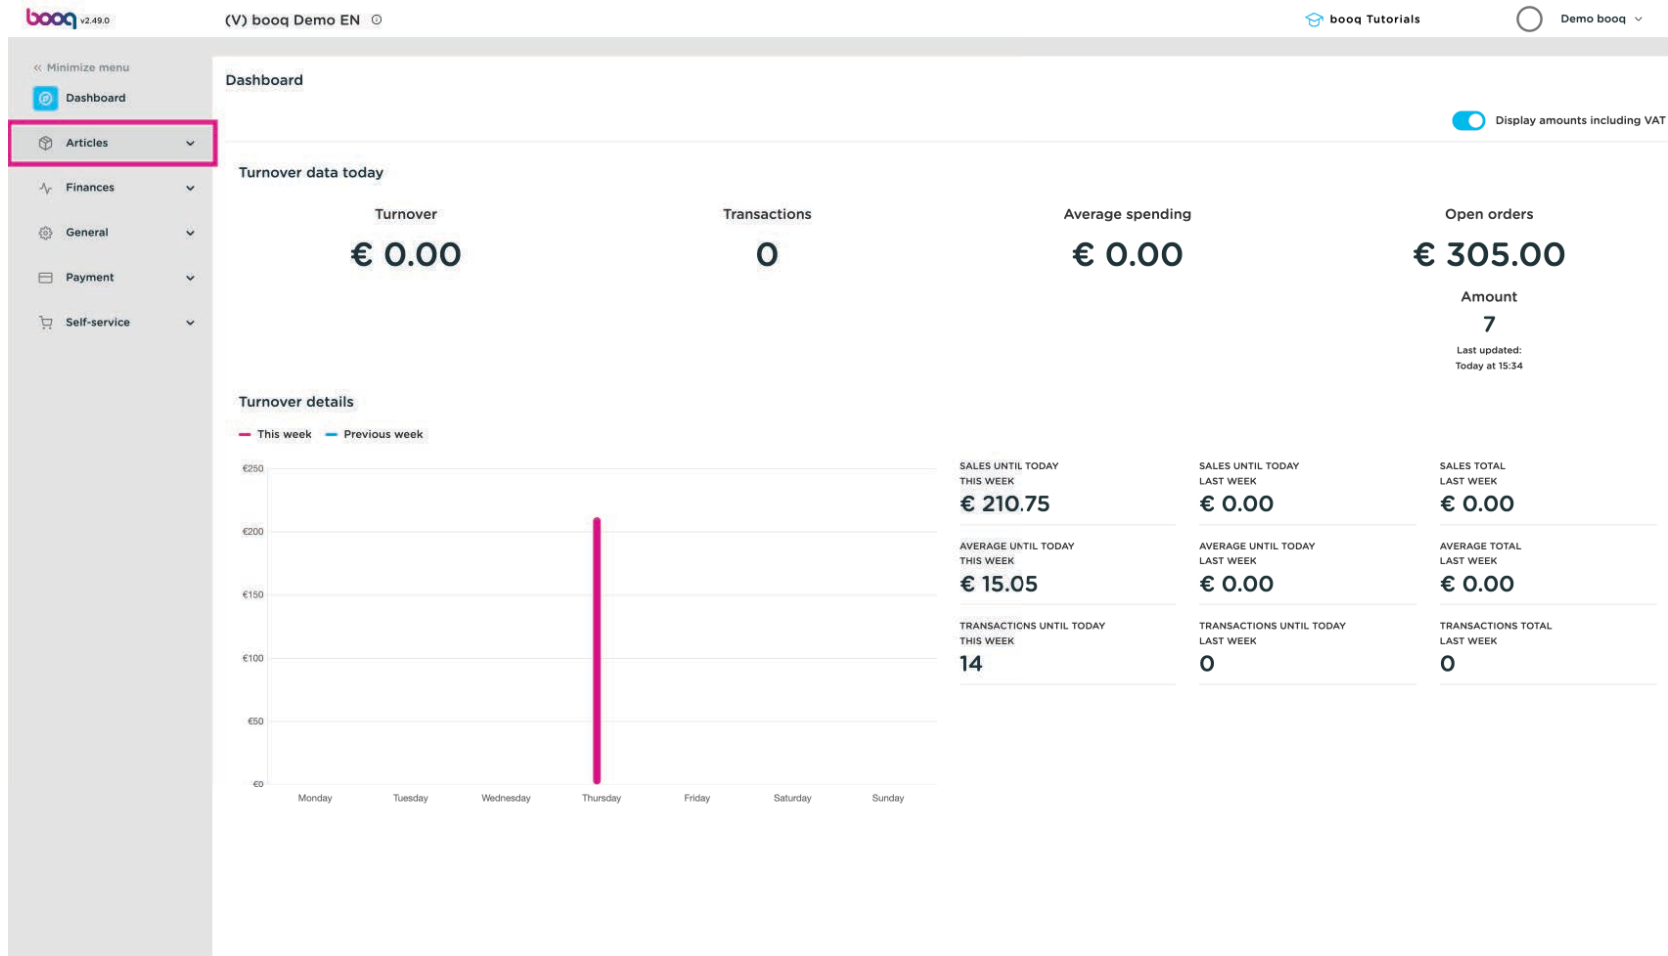 booq v2.49.0
(V) booq Demo EN
booq Tutorials
Demo booq
Minimize menu
Dashboard
Articles
Finances
General
Payment
Self-service
Dashboard
Display amounts including VAT
Turnover data today
Turnover
€ 0.00
Transactions
0
Average spending
€ 0.00
Open orders
€ 305.00
Amount
7
Last updated:
Today at 15:34
Turnover details
This week
Previous week
€250
€200
€150
€100
€50
€0
Monday
Tuesday
Wednesday
Thursday
Friday
Saturday
Sunday
SALES UNTIL TODAY
THIS WEEK
€ 210.75
SALES UNTIL TODAY
LAST WEEK
€ 0.00
SALES TOTAL
LAST WEEK
€ 0.00
AVERAGE UNTIL TODAY
THIS WEEK
€ 15.05
AVERAGE UNTIL TODAY
LAST WEEK
€ 0.00
AVERAGE TOTAL
LAST WEEK
€ 0.00
TRANSACTIONS UNTIL TODAY
THIS WEEK
14
TRANSACTIONS UNTIL TODAY
LAST WEEK
0
TRANSACTIONS TOTAL
LAST WEEK
0